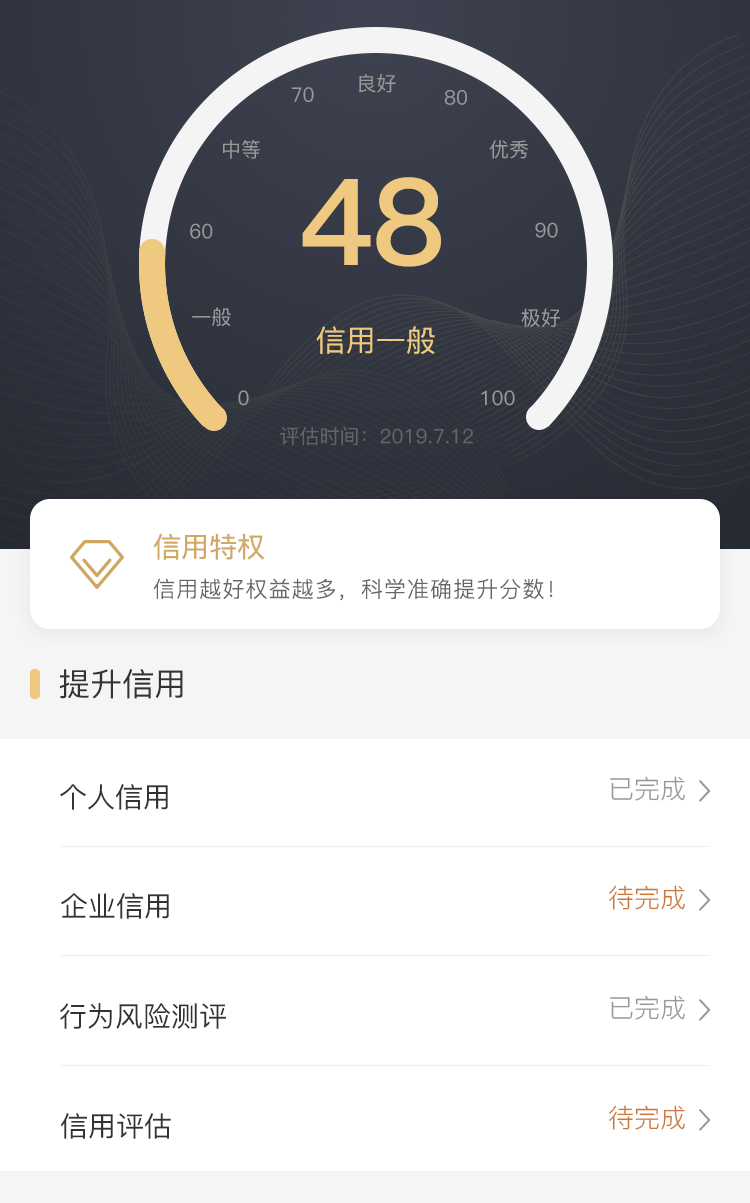 良好
70
80
中等
优秀
48
60
90
一般
极好
信用一般
0
100
评估时间：2019.7.12
信用特权
信用越好权益越多，科学准确提升分数！
提升信用
个人信用
已完成
企业信用
待完成
行为风险测评
已完成
信用评估
待完成